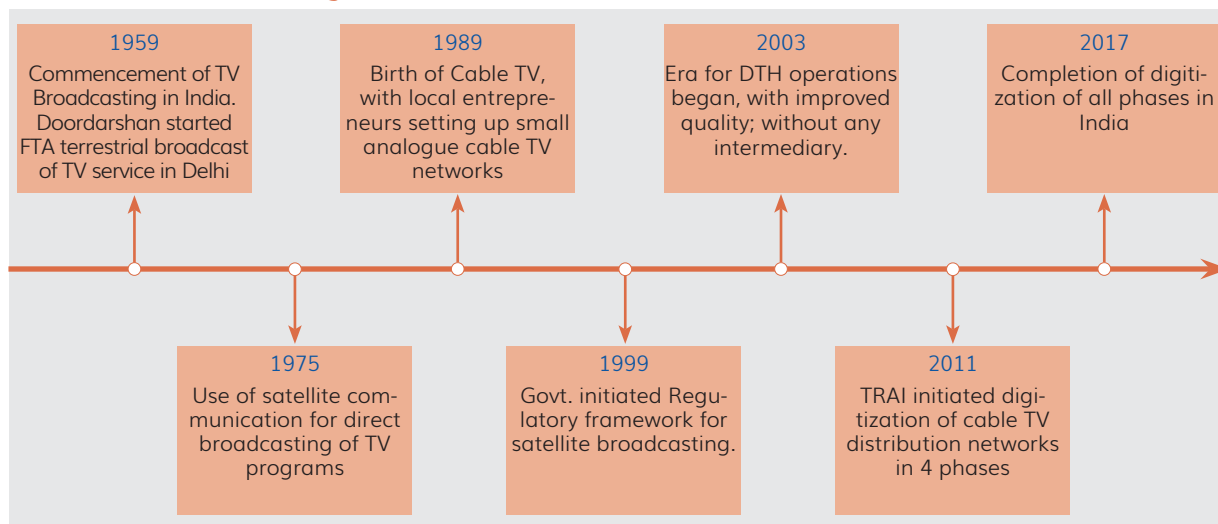 1959
Commencement of TV
Broadcasting in India.
Doordarshan started
FTA terrestrial broadcast
of TV service in Delhi
1975
Use of satellite com-
munication for direct
broadcasting of TV
programs
1989
Birth of Cable TV,
with local entrepre-
neurs setting up small
analogue cable TV
networks
1999
Govt. initiated Regu-
latory framework for
satellite broadcasting.
2003
Era for DTH operations
began, with improved
quality; without any
intermediary.
2011
TRAI initiated digi-
tization of cable TV
distribution networks
in 4 phases
2017
Completion of digiti-
zation of all phases in
India